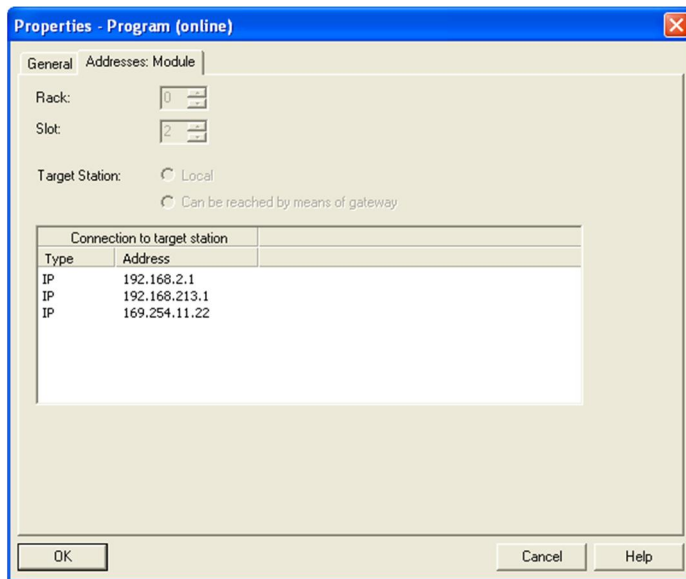 Properties - Program (online)
General Addresses: Module
Rack: 0
Slot: 2
Target Station: Local
Can be reached by means of gateway
Connection to target station
Type Address
IP 192.168.2.1
IP 192.168.213.1
IP 169.254.11.22
OK Cancel Help